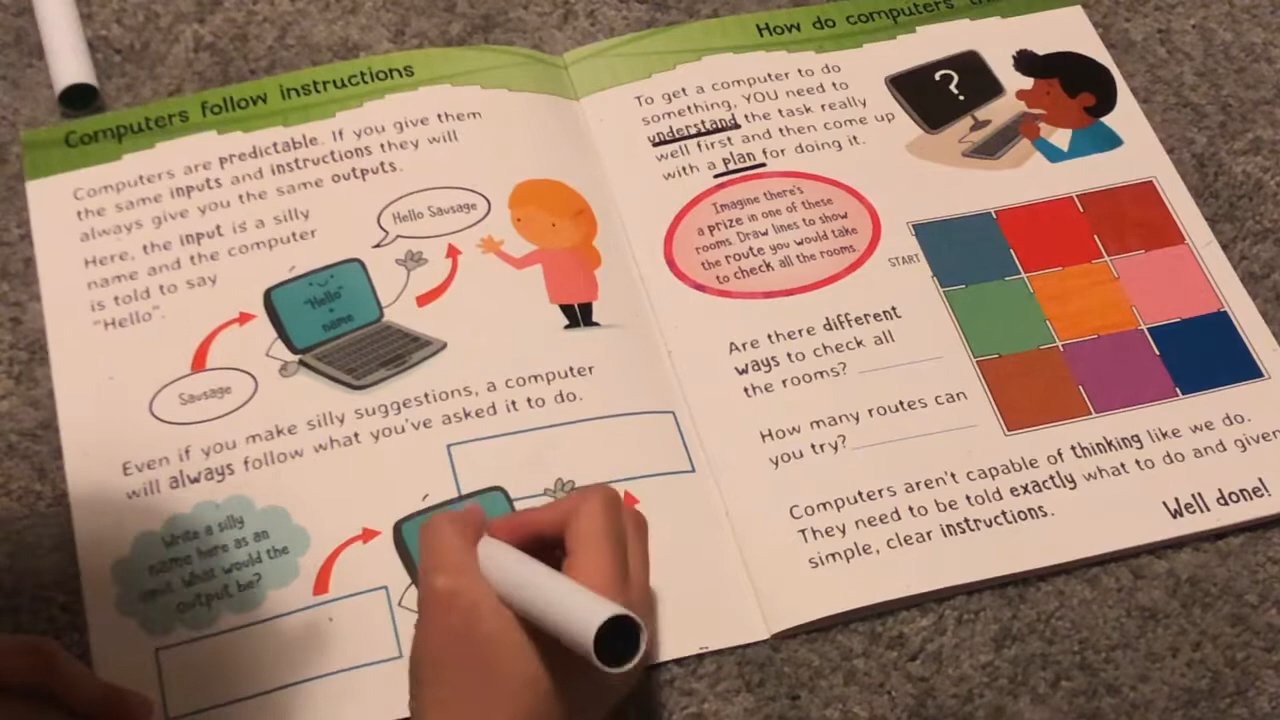 Computers follow instructions
Computers are predictable. If you give them
the same inputs and instructions they will
always give you the same outputs.
Here, the input is a silly
name and the computer
is told to say
"Hello".
Hello Sausage
"Hello"
+
name
Sausage
Even if you make silly suggestions, a computer
will always follow what you've asked it to do.
Write a silly
name here as an
What would the
output be?
How do computers
To get a computer to do
something, YOU need to
understand the task really
well first and then come up
with a plan for doing it.
?
Imagine there's
a prize in one of these
rooms. Draw lines to show
the route you would take
to check all the rooms.
START
Are there different
ways to check all
the rooms?
How many routes can
you try?
Computers aren't capable of thinking like we do.
They need to be told exactly what to do and given
simple, clear instructions.
Well done!